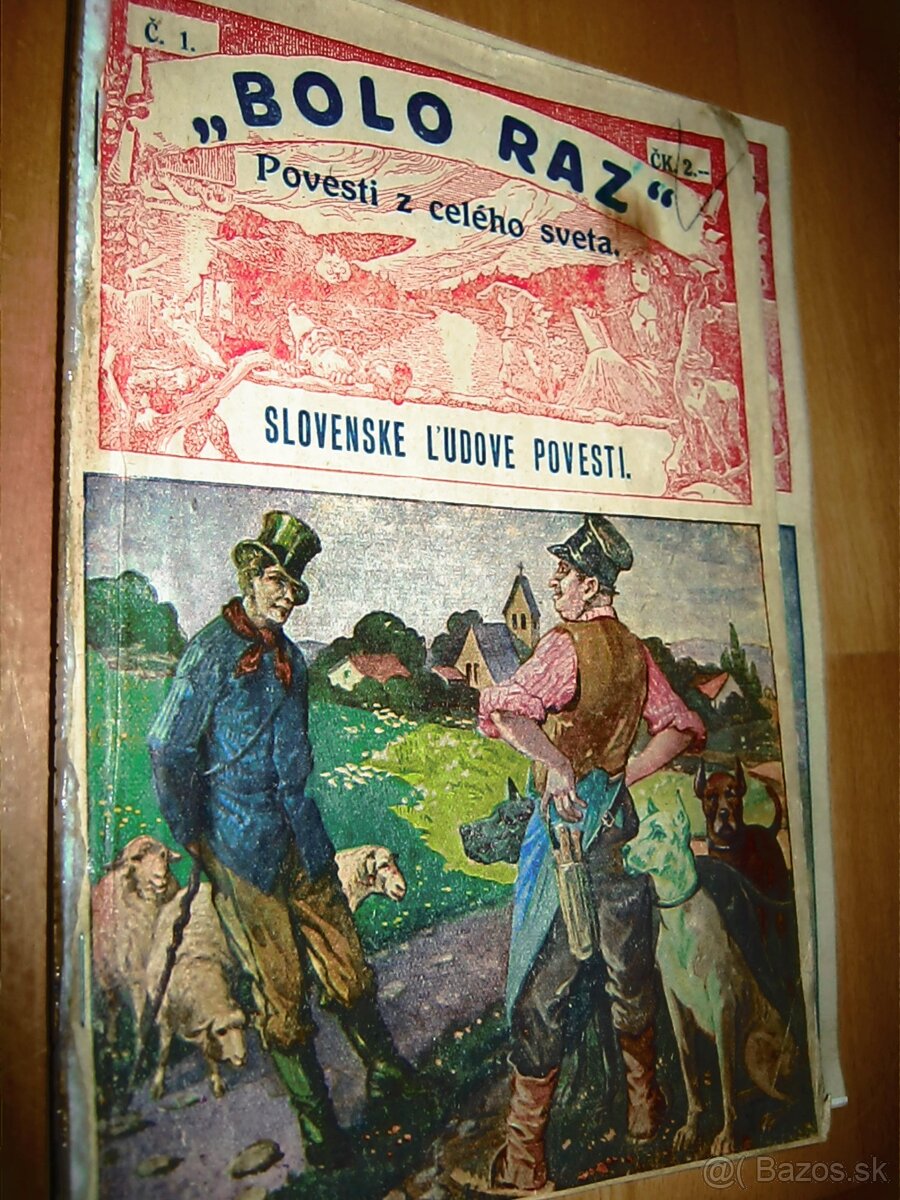 Č. 1.
„BOLO RAZ“
ČK. 2.--
Povesti z celého sveta.
SLOVENSKE ĽUDOVE POVESTI.
@( Bazos.sk